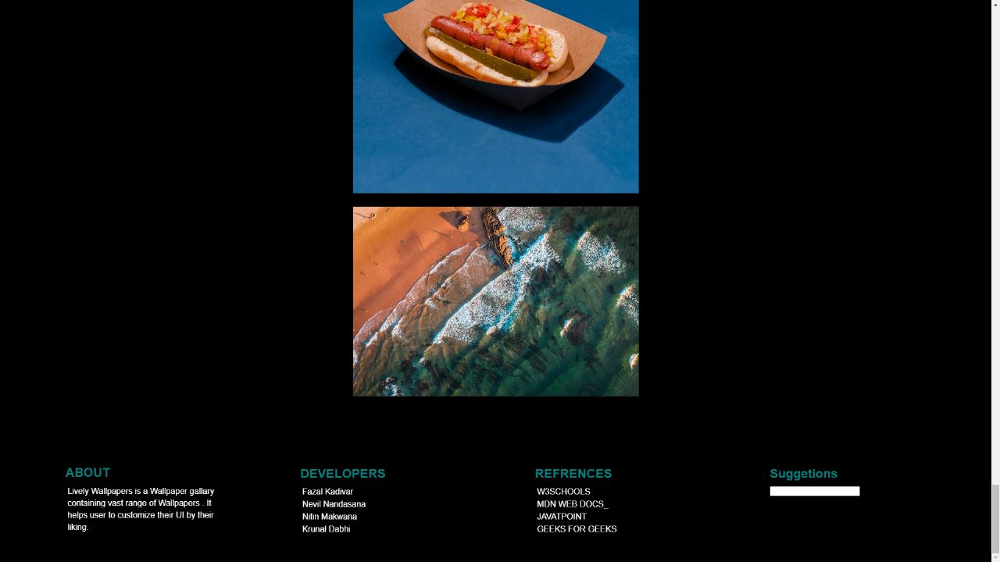 ABOUT
Lively Wallpapers is a Wallpaper gallary
containing vast range of Wallpapers . It
helps user to customize their UI by their
liking.
DEVELOPERS
Fazal Kadivar
Nevil Nandasana
Nitin Makwana
Krunal Dabhi
REFRENCES
W3SCHOOLS
MDN WEB DOCS_
JAVATPOINT
GEEKS FOR GEEKS
Suggetions